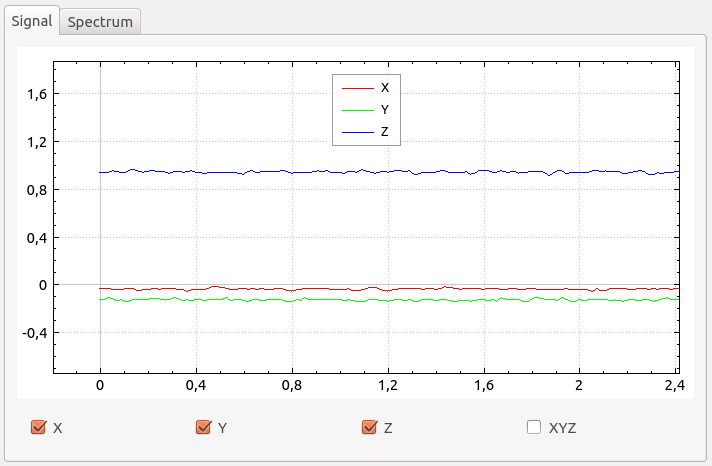 Signal Spectrum
X
Y
Z
1,6
1,2
0,8
0,4
0
-0,4
0 0,4 0,8 1,2 1,6 2 2,4
X Y Z XYZ